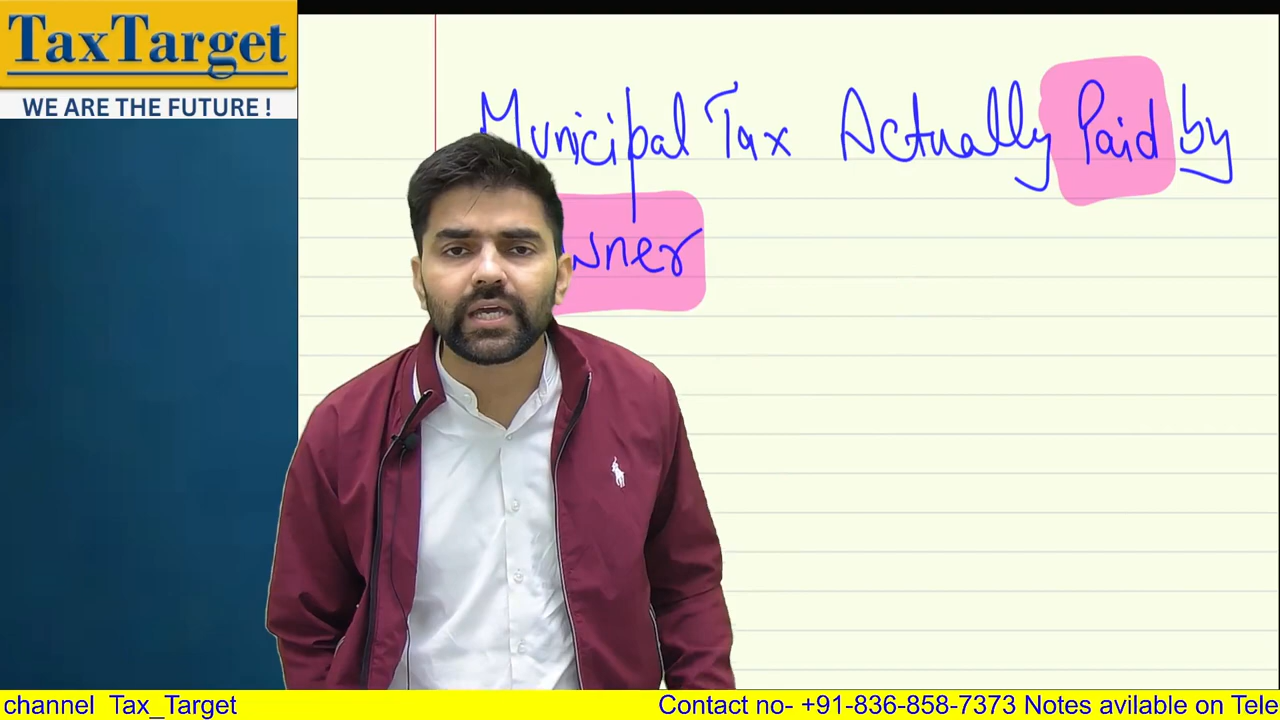 TaxTarget
WE ARE THE FUTURE !
Municipal Tax Actually Paid by
wner
channel Tax_Target
Contact no- +91-836-858-7373 Notes avilable on Tele